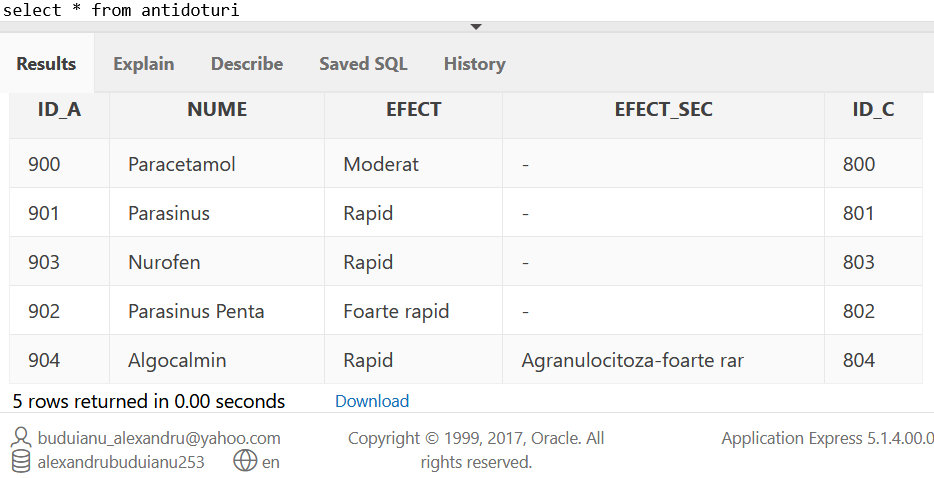 select * from antidoturi
Results Explain Describe Saved SQL History
ID_A NUME EFECT EFECT_SEC ID_C
900 Paracetamol Moderat - 800
901 Parasinus Rapid - 801
903 Nurofen Rapid - 803
902 Parasinus Penta Foarte rapid - 802
904 Algocalmin Rapid Agranulocitoza-foarte rar 804
5 rows returned in 0.00 seconds Download
buduianu_alexandru@yahoo.com Copyright © 1999, 2017, Oracle. All Application Express 5.1.4.00.0
alexandrubuduianu253 en rights reserved.